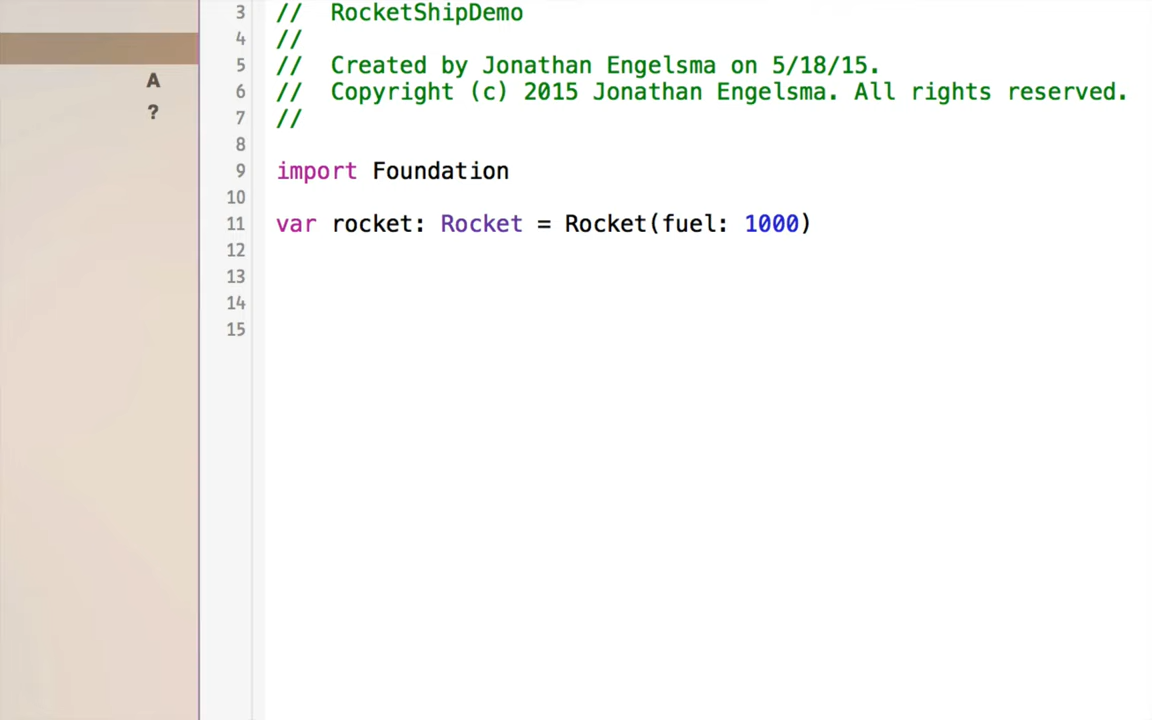 A
?
3 //  RocketShipDemo
4 //
5 //  Created by Jonathan Engelsma on 5/18/15.
6 //  Copyright (c) 2015 Jonathan Engelsma. All rights reserved.
7 //
8
9 import Foundation
10
11 var rocket: Rocket = Rocket(fuel: 1000)
12
13
14
15